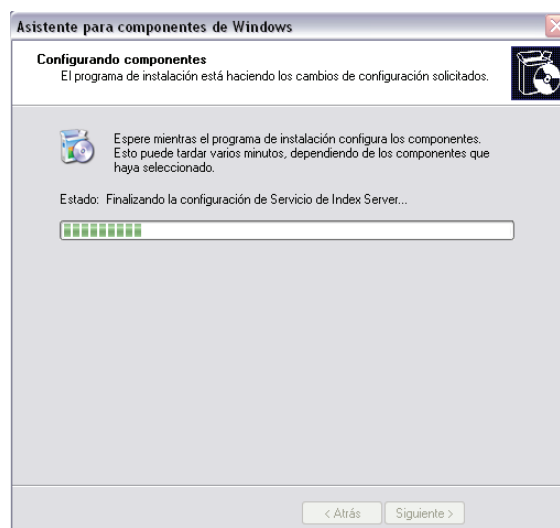 Asistente para componentes de Windows
Configurando componentes
El programa de instalación está haciendo los cambios de configuración solicitados.
Espere mientras el programa de instalación configura los componentes.
Esto puede tardar varios minutos, dependiendo de los componentes que
haya seleccionado.
Estado: Finalizando la configuración de Servicio de Index Server...
< Atrás
Siguiente >